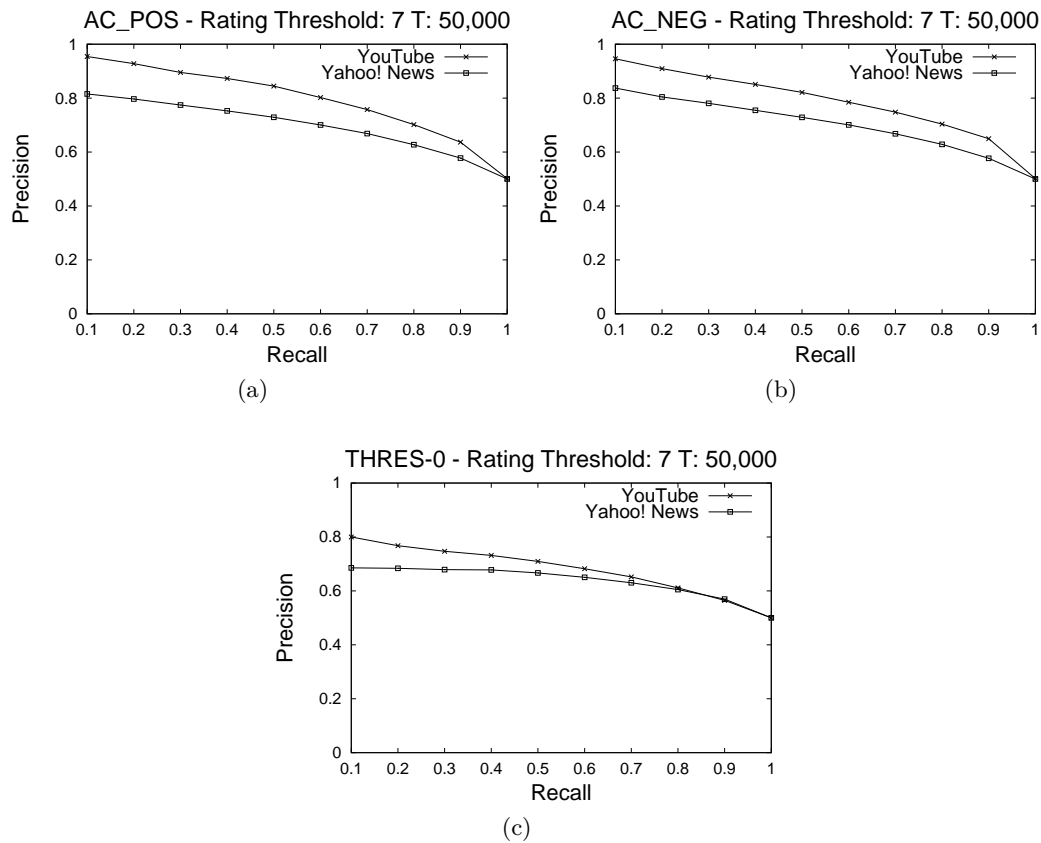 AC_POS - Rating Threshold: 7 T: 50,000
YouTube
Yahoo! News
Precision
1
0.8
0.6
0.4
0.2
0
0.1 0.2 0.3 0.4 0.5 0.6 0.7 0.8 0.9 1
Recall
(a)
AC_NEG - Rating Threshold: 7 T: 50,000
YouTube
Yahoo! News
Precision
1
0.8
0.6
0.4
0.2
0
0.1 0.2 0.3 0.4 0.5 0.6 0.7 0.8 0.9 1
Recall
(b)
THRES-0 - Rating Threshold: 7 T: 50,000
YouTube
Yahoo! News
Precision
1
0.8
0.6
0.4
0.2
0
0.1 0.2 0.3 0.4 0.5 0.6 0.7 0.8 0.9 1
Recall
(c)